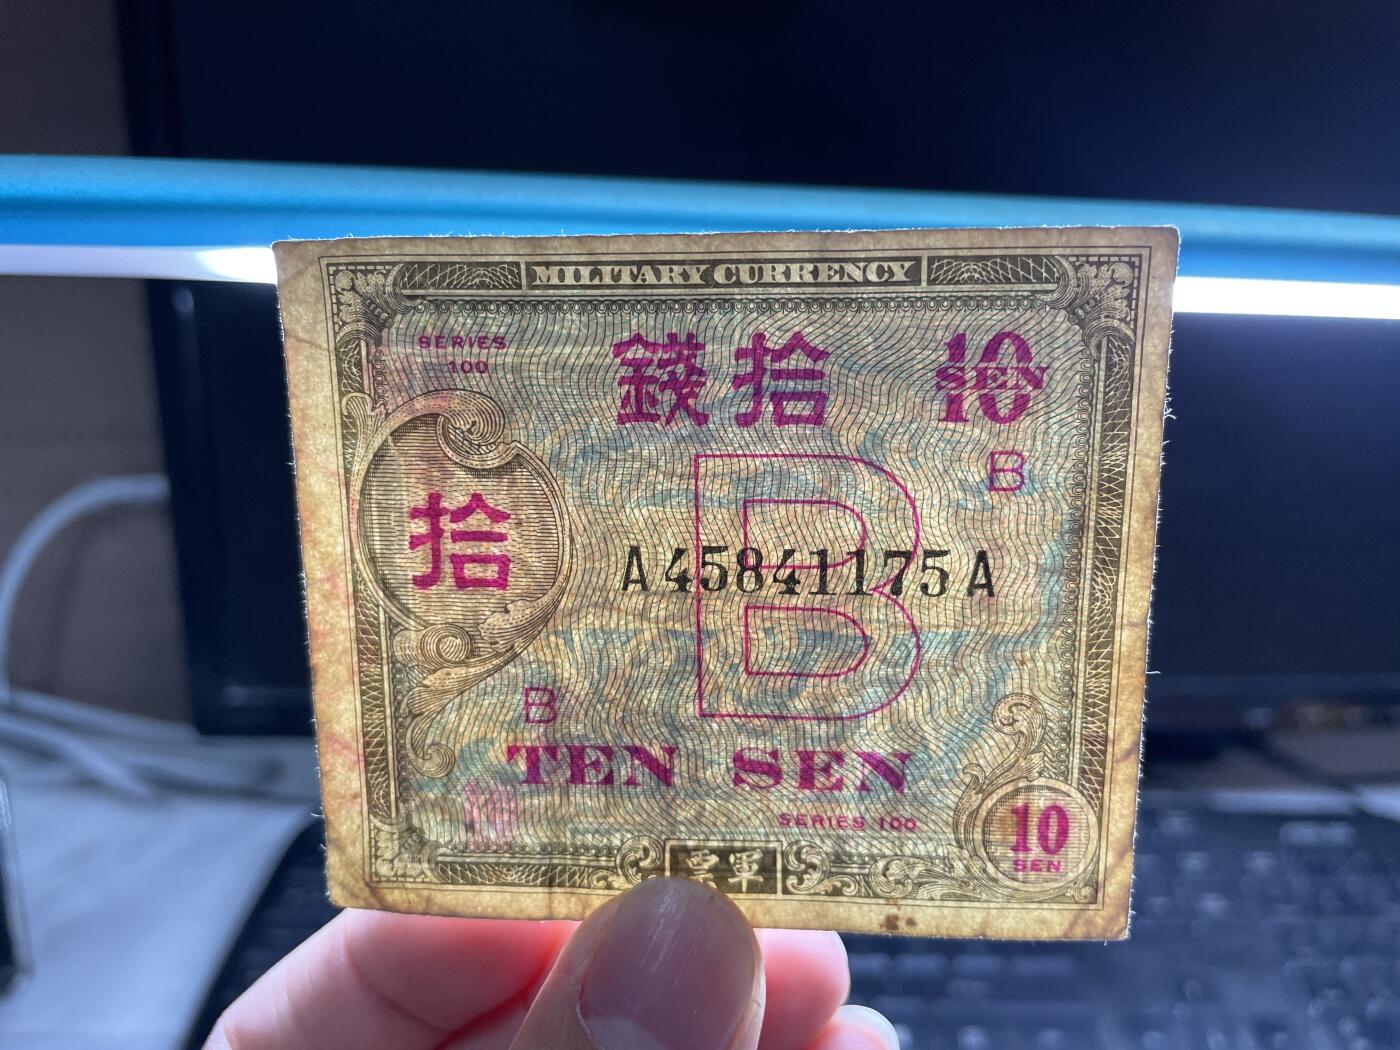 MILITARY CURRENCY
SERIES
100
錢拾
10
SEN
B
拾
B
A45841175A
B
TEN SEN
SERIES 100
10
SEN
票軍